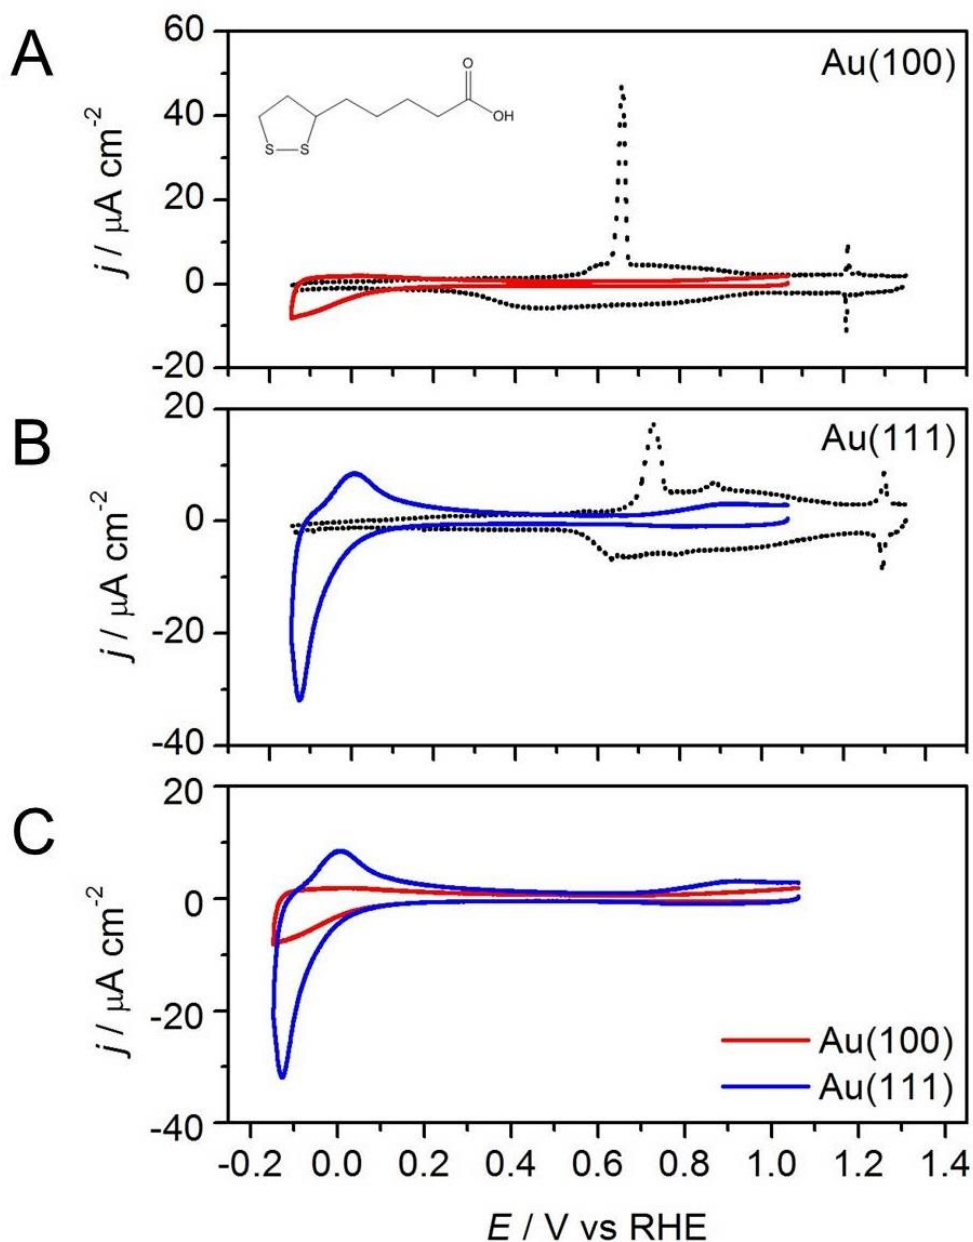 A
60
40
20
0
-20
j / μA cm-2
Au(100)
O
OH
S
S
B
20
0
-20
-40
j / μA cm-2
Au(111)
C
20
0
-20
-40
j / μA cm-2
Au(100)
Au(111)
-0.2 0.0 0.2 0.4 0.6 0.8 1.0 1.2 1.4
E / V vs RHE